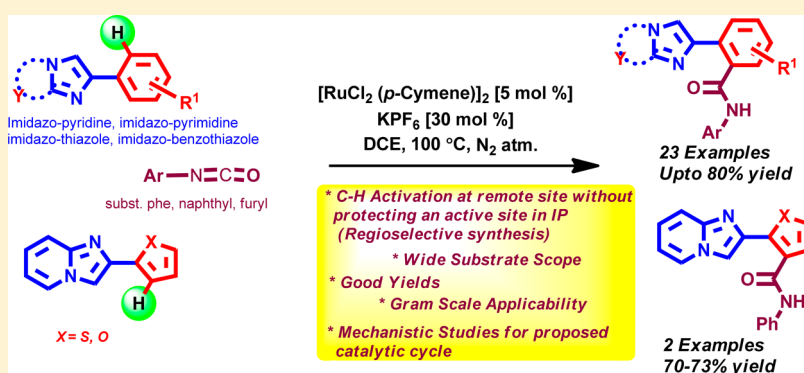 H
N
N
Y
R¹
Imidazo-pyridine, imidazo-pyrimidine
imidazo-thiazole, imidazo-benzothiazole
Ar–N=C=O
subst. phe, naphthyl, furyl
N
N
X
H
X= S, O
[RuCl₂ (p-Cymene)]₂ [5 mol %]
KPF₆ [30 mol %]
DCE, 100 °C, N₂ atm.
* C-H Activation at remote site without
protecting an active site in IP
(Regioselective synthesis)
* Wide Substrate Scope
* Good Yields
* Gram Scale Applicability
* Mechanistic Studies for proposed
catalytic cycle
N
N
Y
R¹
O
NH
Ar
23 Examples
Upto 80% yield
N
N
X
O
NH
Ph
2 Examples
70-73% yield